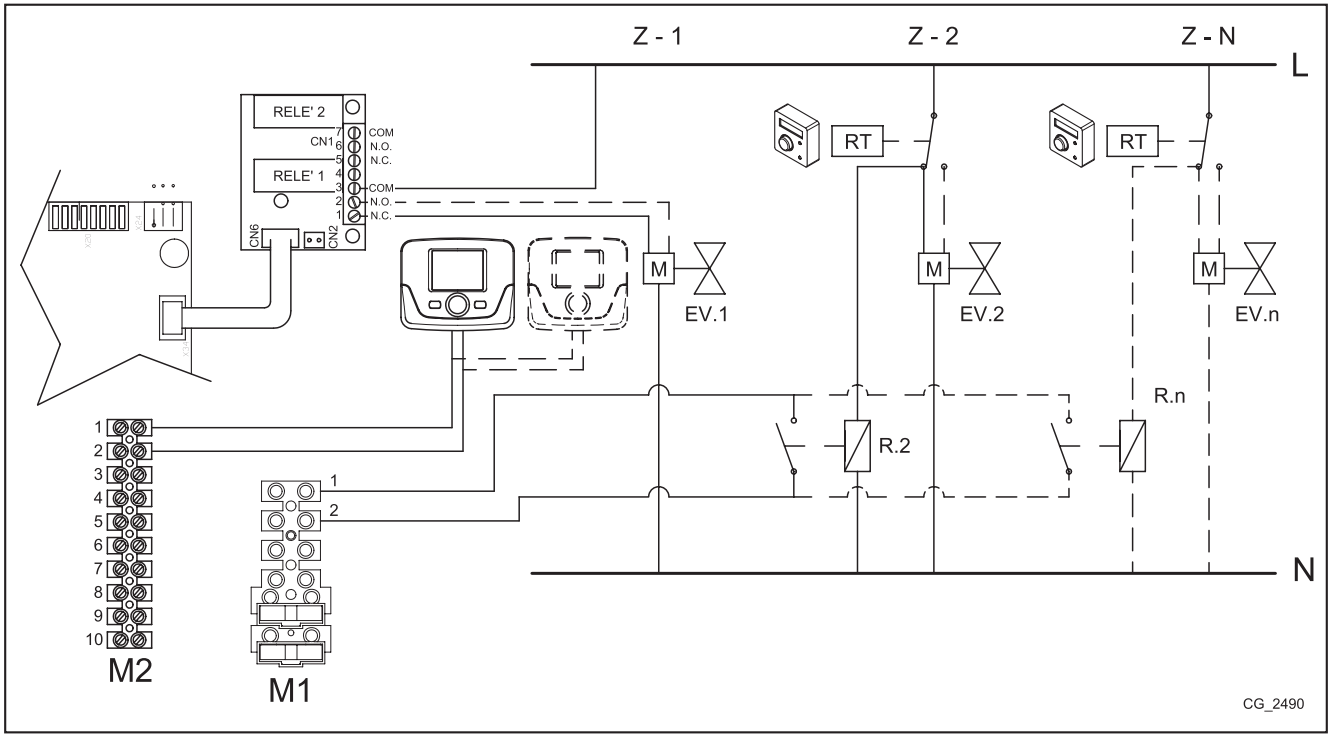 Z - 1 Z - 2 Z - N
L
RELE' 2
CN1
7 COM
6 N.O.
5 N.C.
4
RELE' 1
3 COM
2 N.O.
1 N.C.
CN6 CN2
X20 X24
RT RT
M M M
EV.1 EV.2 EV.n
R.2 R.n
1
2
3
4
5
6
7
8
9
10
M2
1
2
M1
N
CG_2490